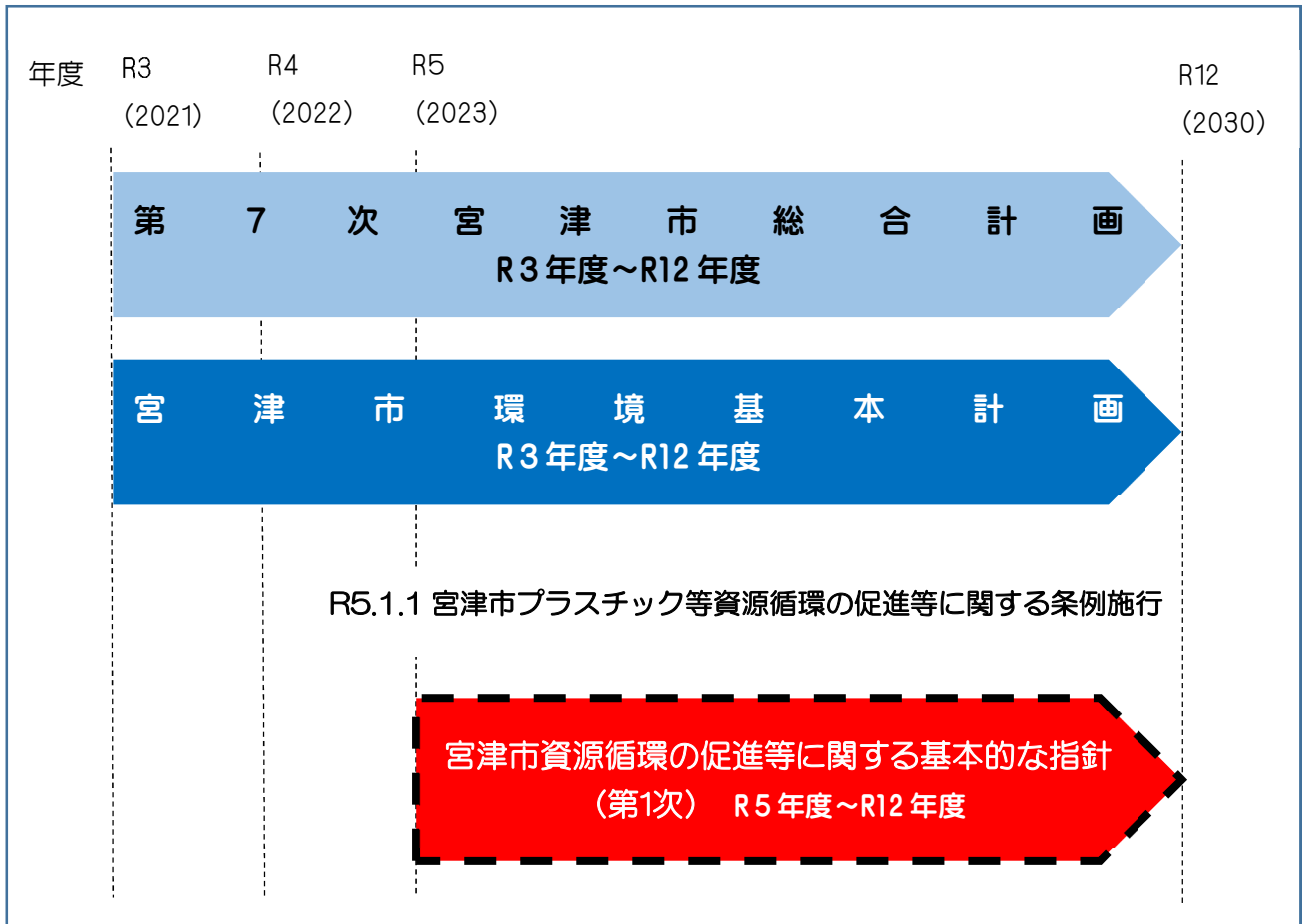 年度 R3 R4 R5 R12
(2021) (2022) (2023) (2030)
第7次宮津市総合計画
R3年度～R12年度
宮津市環境基本計画
R3年度～R12年度
R5.1.1 宮津市プラスチック等資源循環の促進等に関する条例施行
宮津市資源循環の促進等に関する基本的な指針
（第1次） R5年度～R12年度